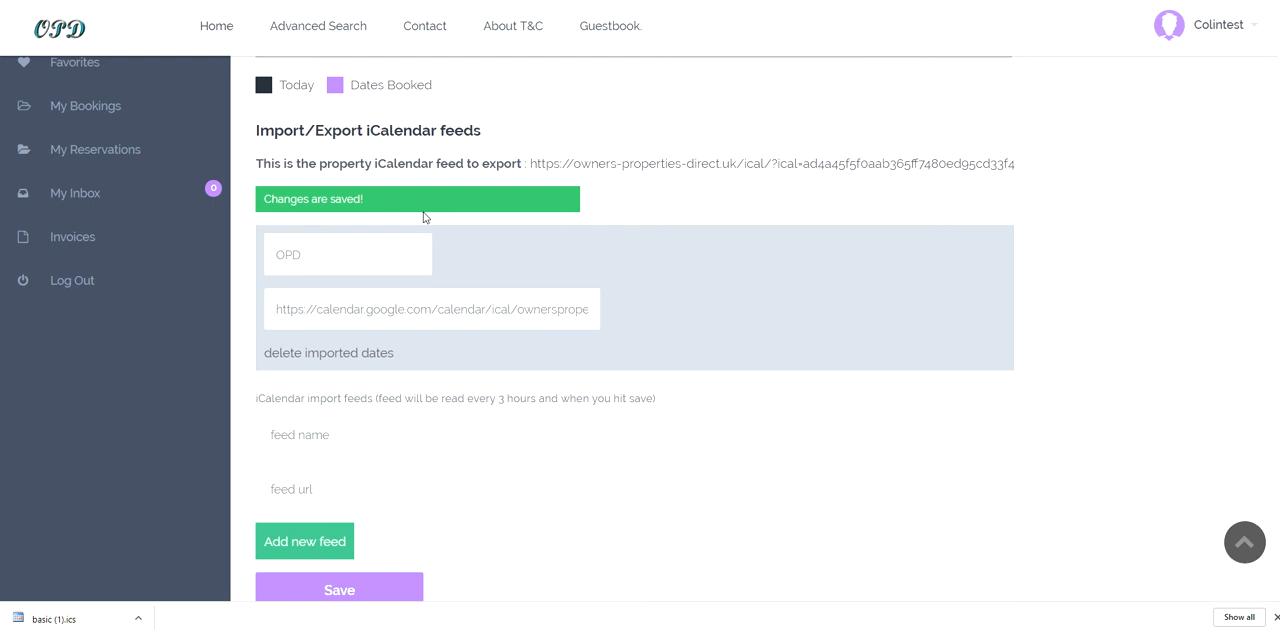 OPD
Home
Advanced Search
Contact
About T&C
Guestbook.
Colintest
Favorites
My Bookings
My Reservations
My Inbox
0
Invoices
Log Out
Today
Dates Booked
Import/Export iCalendar feeds
This is the property iCalendar feed to export : https://owners-properties-direct.uk/ical/?ical=ad4a45f5f0aab365ff7480ed95cd33f4
Changes are saved!
OPD
https://calendar.google.com/calendar/ical/ownersprope
delete imported dates
iCalendar import feeds (feed will be read every 3 hours and when you hit save)
feed name
feed url
Add new feed
Save
basic (1).ics
Show all